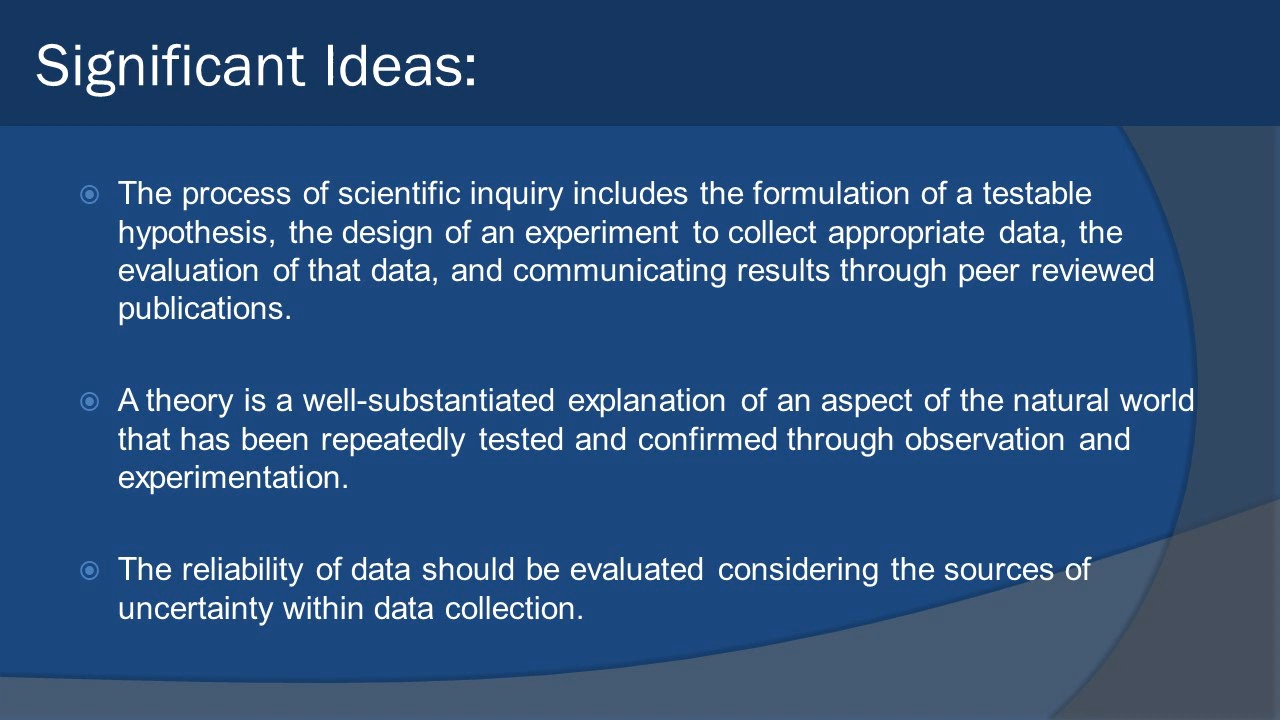 Significant Ideas:
The process of scientific inquiry includes the formulation of a testable
hypothesis, the design of an experiment to collect appropriate data, the
evaluation of that data, and communicating results through peer reviewed
publications.
A theory is a well-substantiated explanation of an aspect of the natural world
that has been repeatedly tested and confirmed through observation and
experimentation.
The reliability of data should be evaluated considering the sources of
uncertainty within data collection.